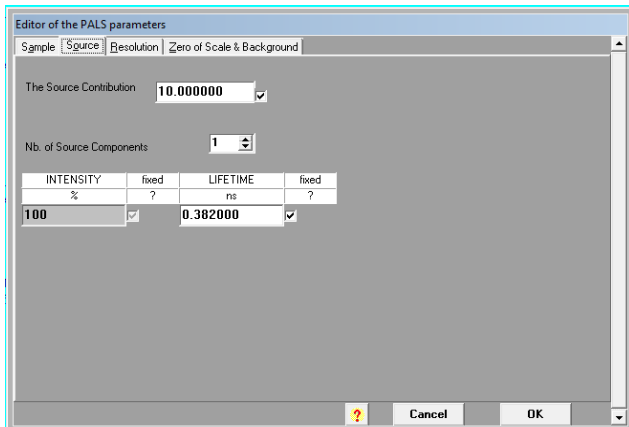 Editor of the PALS parameters
Sample Source Resolution Zero of Scale & Background
The Source Contribution 10.000000
Nb. of Source Components 1
INTENSITY fixed LIFETIME fixed
% ? ns ?
100 0.382000
? Cancel OK